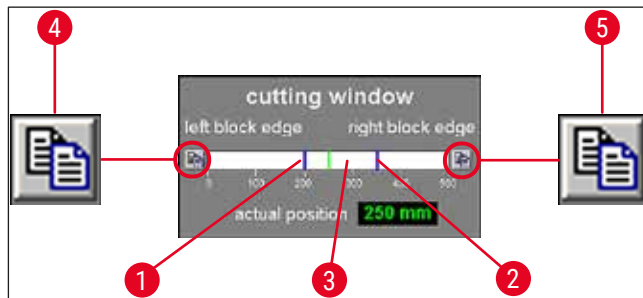 4
5
cutting window
left block edge right block edge
0 100 200 300 400 500
actual position 250 mm
1
3
2